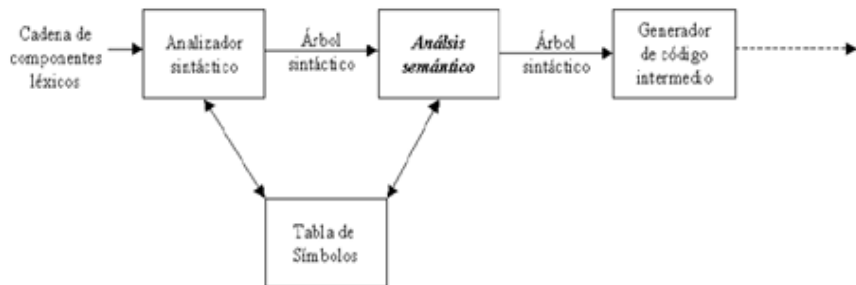 Cadena de
componentes
léxicos
Analizador
sintáctico
Árbol
sintáctico
Análsis
semántico
Árbol
sintáctico
Generador
de código
intermedio
Tabla de
Símbolos